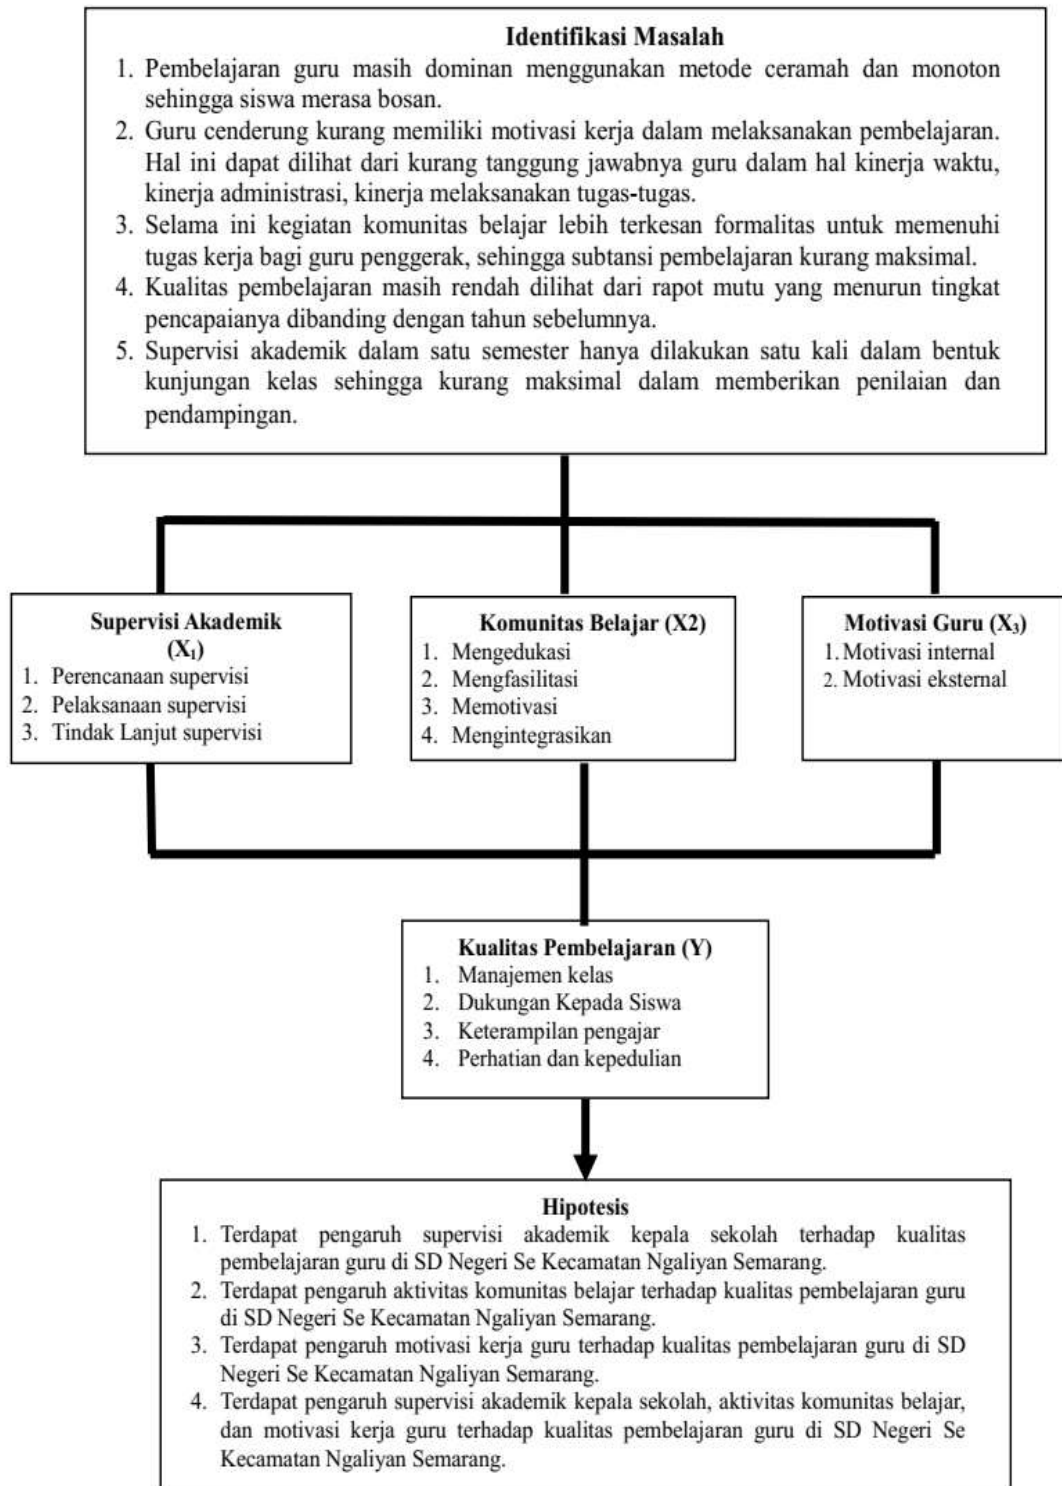 Identifikasi Masalah
1. Pembelajaran guru masih dominan menggunakan metode ceramah dan monoton
sehingga siswa merasa bosan.
2. Guru cenderung kurang memiliki motivasi kerja dalam melaksanakan pembelajaran.
Hal ini dapat dilihat dari kurang tanggung jawabnya guru dalam hal kinerja waktu,
kinerja administrasi, kinerja melaksanakan tugas-tugas.
3. Selama ini kegiatan komunitas belajar lebih terkesan formalitas untuk memenuhi
tugas kerja bagi guru penggerak, sehingga subtansi pembelajaran kurang maksimal.
4. Kualitas pembelajaran masih rendah dilihat dari rapot mutu yang menurun tingkat
pencapaianya dibanding dengan tahun sebelumnya.
5. Supervisi akademik dalam satu semester hanya dilakukan satu kali dalam bentuk
kunjungan kelas sehingga kurang maksimal dalam memberikan penilaian dan
pendampingan.
Supervisi Akademik
(X₁)
1. Perencanaan supervisi
2. Pelaksanaan supervisi
3. Tindak Lanjut supervisi
Komunitas Belajar (X2)
1. Mengedukasi
2. Mengfasilitasi
3. Memotivasi
4. Mengintegrasikan
Motivasi Guru (X₃)
1. Motivasi internal
2. Motivasi eksternal
Kualitas Pembelajaran (Y)
1. Manajemen kelas
2. Dukungan Kepada Siswa
3. Keterampilan pengajar
4. Perhatian dan kepedulian
Hipotesis
1. Terdapat pengaruh supervisi akademik kepala sekolah terhadap kualitas
pembelajaran guru di SD Negeri Se Kecamatan Ngaliyan Semarang.
2. Terdapat pengaruh aktivitas komunitas belajar terhadap kualitas pembelajaran guru
di SD Negeri Se Kecamatan Ngaliyan Semarang.
3. Terdapat pengaruh motivasi kerja guru terhadap kualitas pembelajaran guru di SD
Negeri Se Kecamatan Ngaliyan Semarang.
4. Terdapat pengaruh supervisi akademik kepala sekolah, aktivitas komunitas belajar,
dan motivasi kerja guru terhadap kualitas pembelajaran guru di SD Negeri Se
Kecamatan Ngaliyan Semarang.